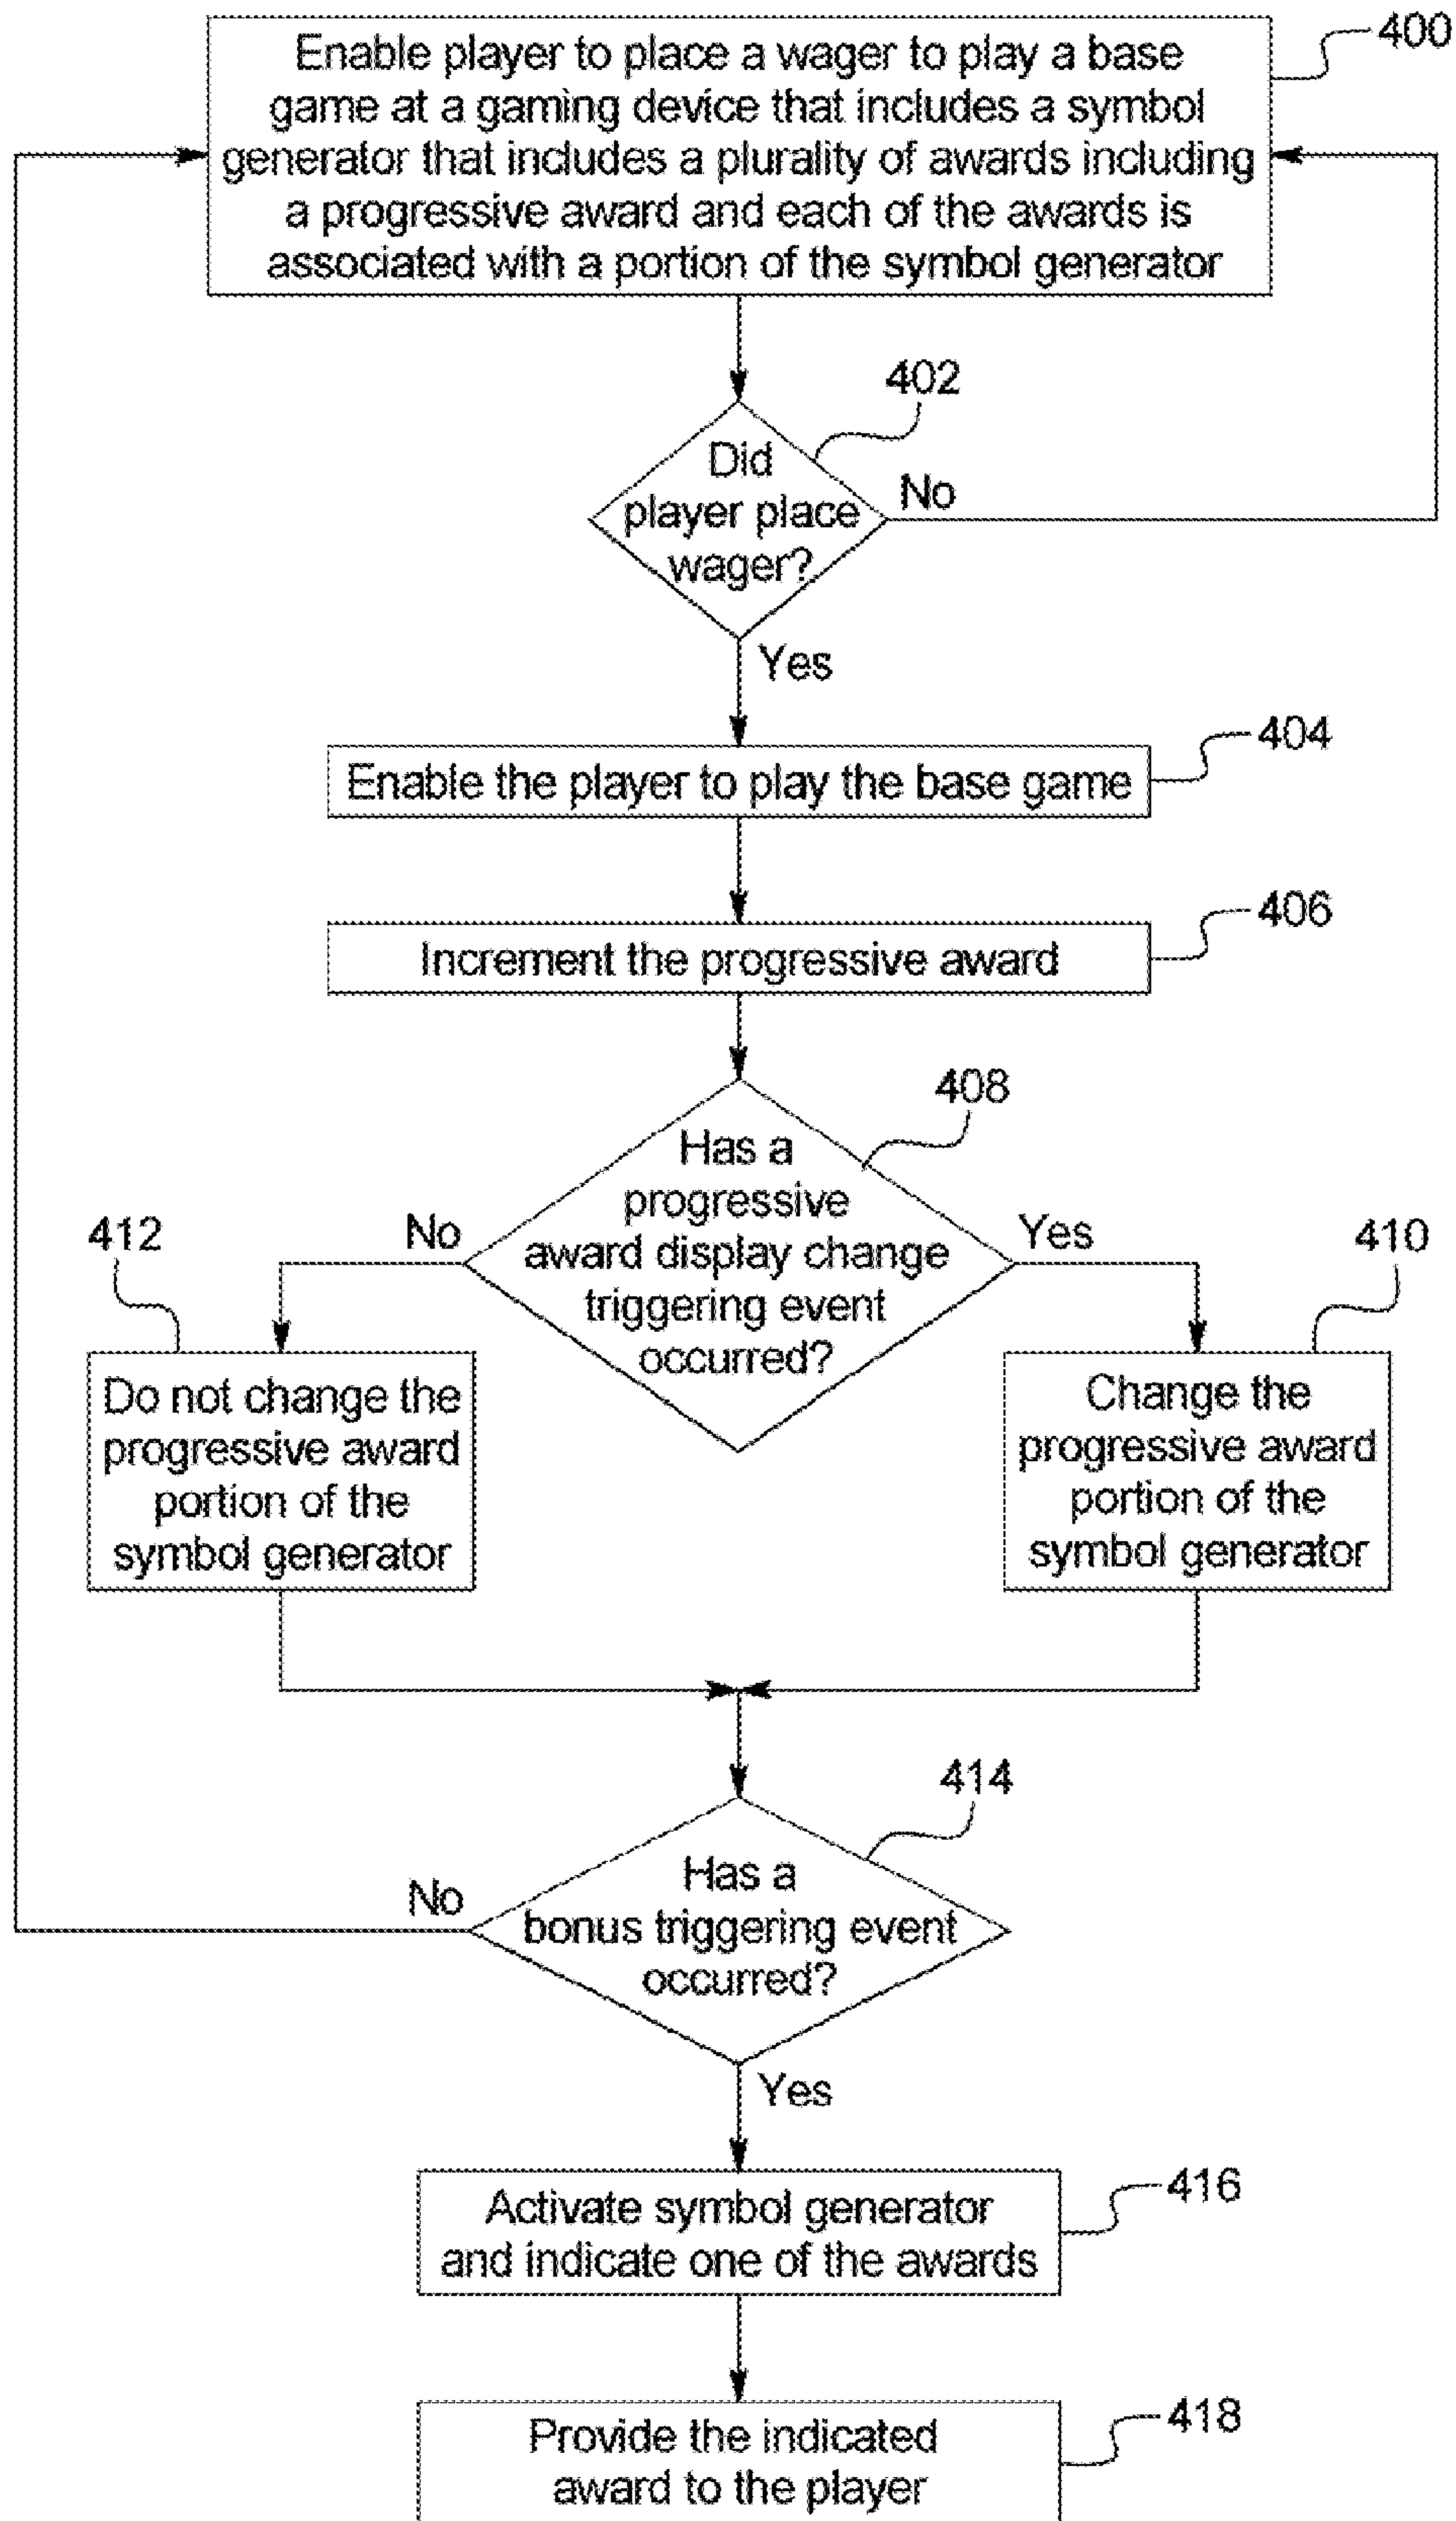 400
Enable player to place a wager to play a base
game at a gaming device that includes a symbol
generator that includes a plurality of awards including
a progressive award and each of the awards is
associated with a portion of the symbol generator
402
Did
player place
wager?
No
Yes
404
Enable the player to play the base game
406
Increment the progressive award
408
Has a
progressive
award display change
triggering event
occurred?
No
Yes
412
410
Do not change the
progressive award
portion of the
symbol generator
Change the
progressive award
portion of the
symbol generator
414
Has a
bonus triggering event
occurred?
No
Yes
416
Activate symbol generator
and indicate one of the awards
418
Provide the indicated
award to the player